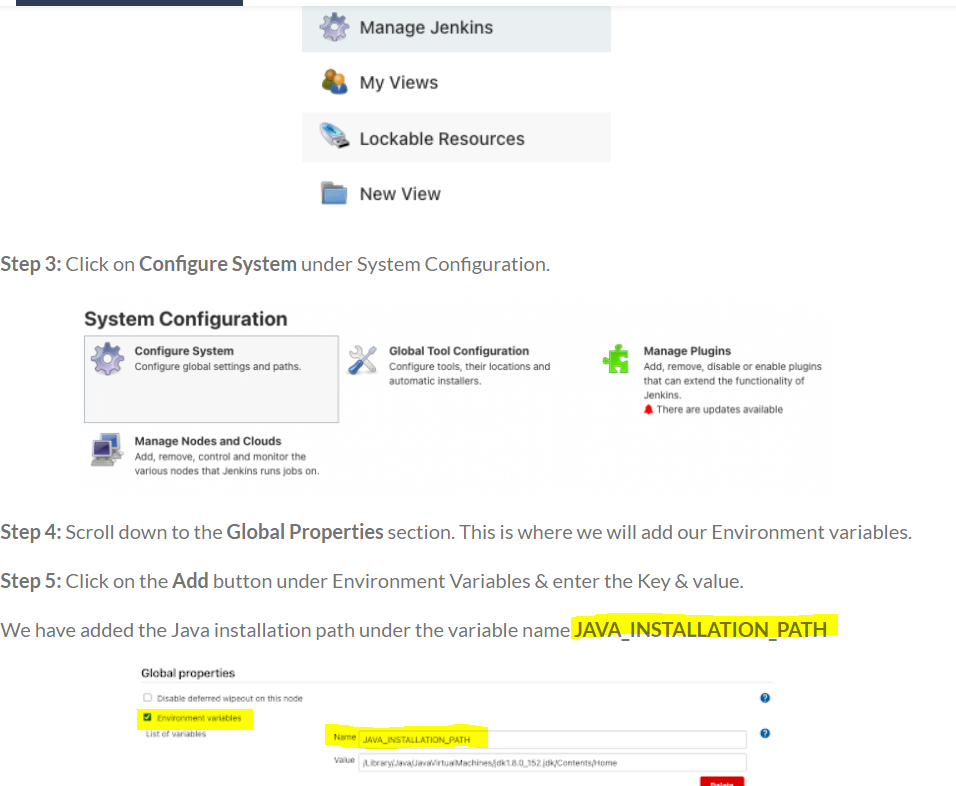 Manage Jenkins
My Views
Lockable Resources
New View
Step 3: Click on Configure System under System Configuration.
System Configuration
Configure System
Configure global settings and paths.
Global Tool Configuration
Configure tools, their locations and
automatic installers.
Manage Plugins
Add, remove, disable or enable plugins
that can extend the functionality of
Jenkins.
There are updates available
Manage Nodes and Clouds
Add, remove, control and monitor the
various nodes that Jenkins runs jobs on.
Step 4: Scroll down to the Global Properties section. This is where we will add our Environment variables.
Step 5: Click on the Add button under Environment Variables & enter the Key & value.
We have added the Java installation path under the variable name JAVA_INSTALLATION_PATH
Global properties
Disable deferred wipeout on this node
Environment variables
List of variables
Name JAVA_INSTALLATION_PATH
Value /Library/Java/JavaVirtualMachines/jdk1.8.0_152.jdk/Contents/Home
Delete